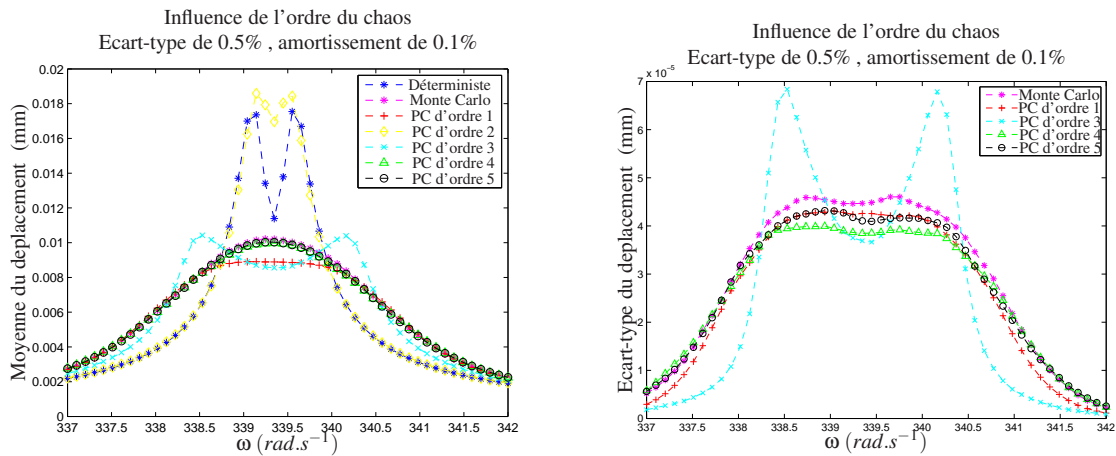 Influence de l'ordre du chaos
Ecart-type de 0.5% , amortissement de 0.1%
0.02
0.018
0.016
0.014
0.012
0.01
0.008
0.006
0.004
0.002
0
Moyenne du deplacement (mm)
Déterministe
Monte Carlo
PC d'ordre 1
PC d'ordre 2
PC d'ordre 3
PC d'ordre 4
PC d'ordre 5
337 337.5 338 338.5 339 339.5 340 340.5 341 341.5 342
ω (rad.s⁻¹)
Influence de l'ordre du chaos
Ecart-type de 0.5% , amortissement de 0.1%
7 x 10⁻⁵
6
5
4
3
2
1
0
Ecart-type du deplacement (mm)
Monte Carlo
PC d'ordre 1
PC d'ordre 3
PC d'ordre 4
PC d'ordre 5
337 337.5 338 338.5 339 339.5 340 340.5 341 341.5 342
ω (rad.s⁻¹)